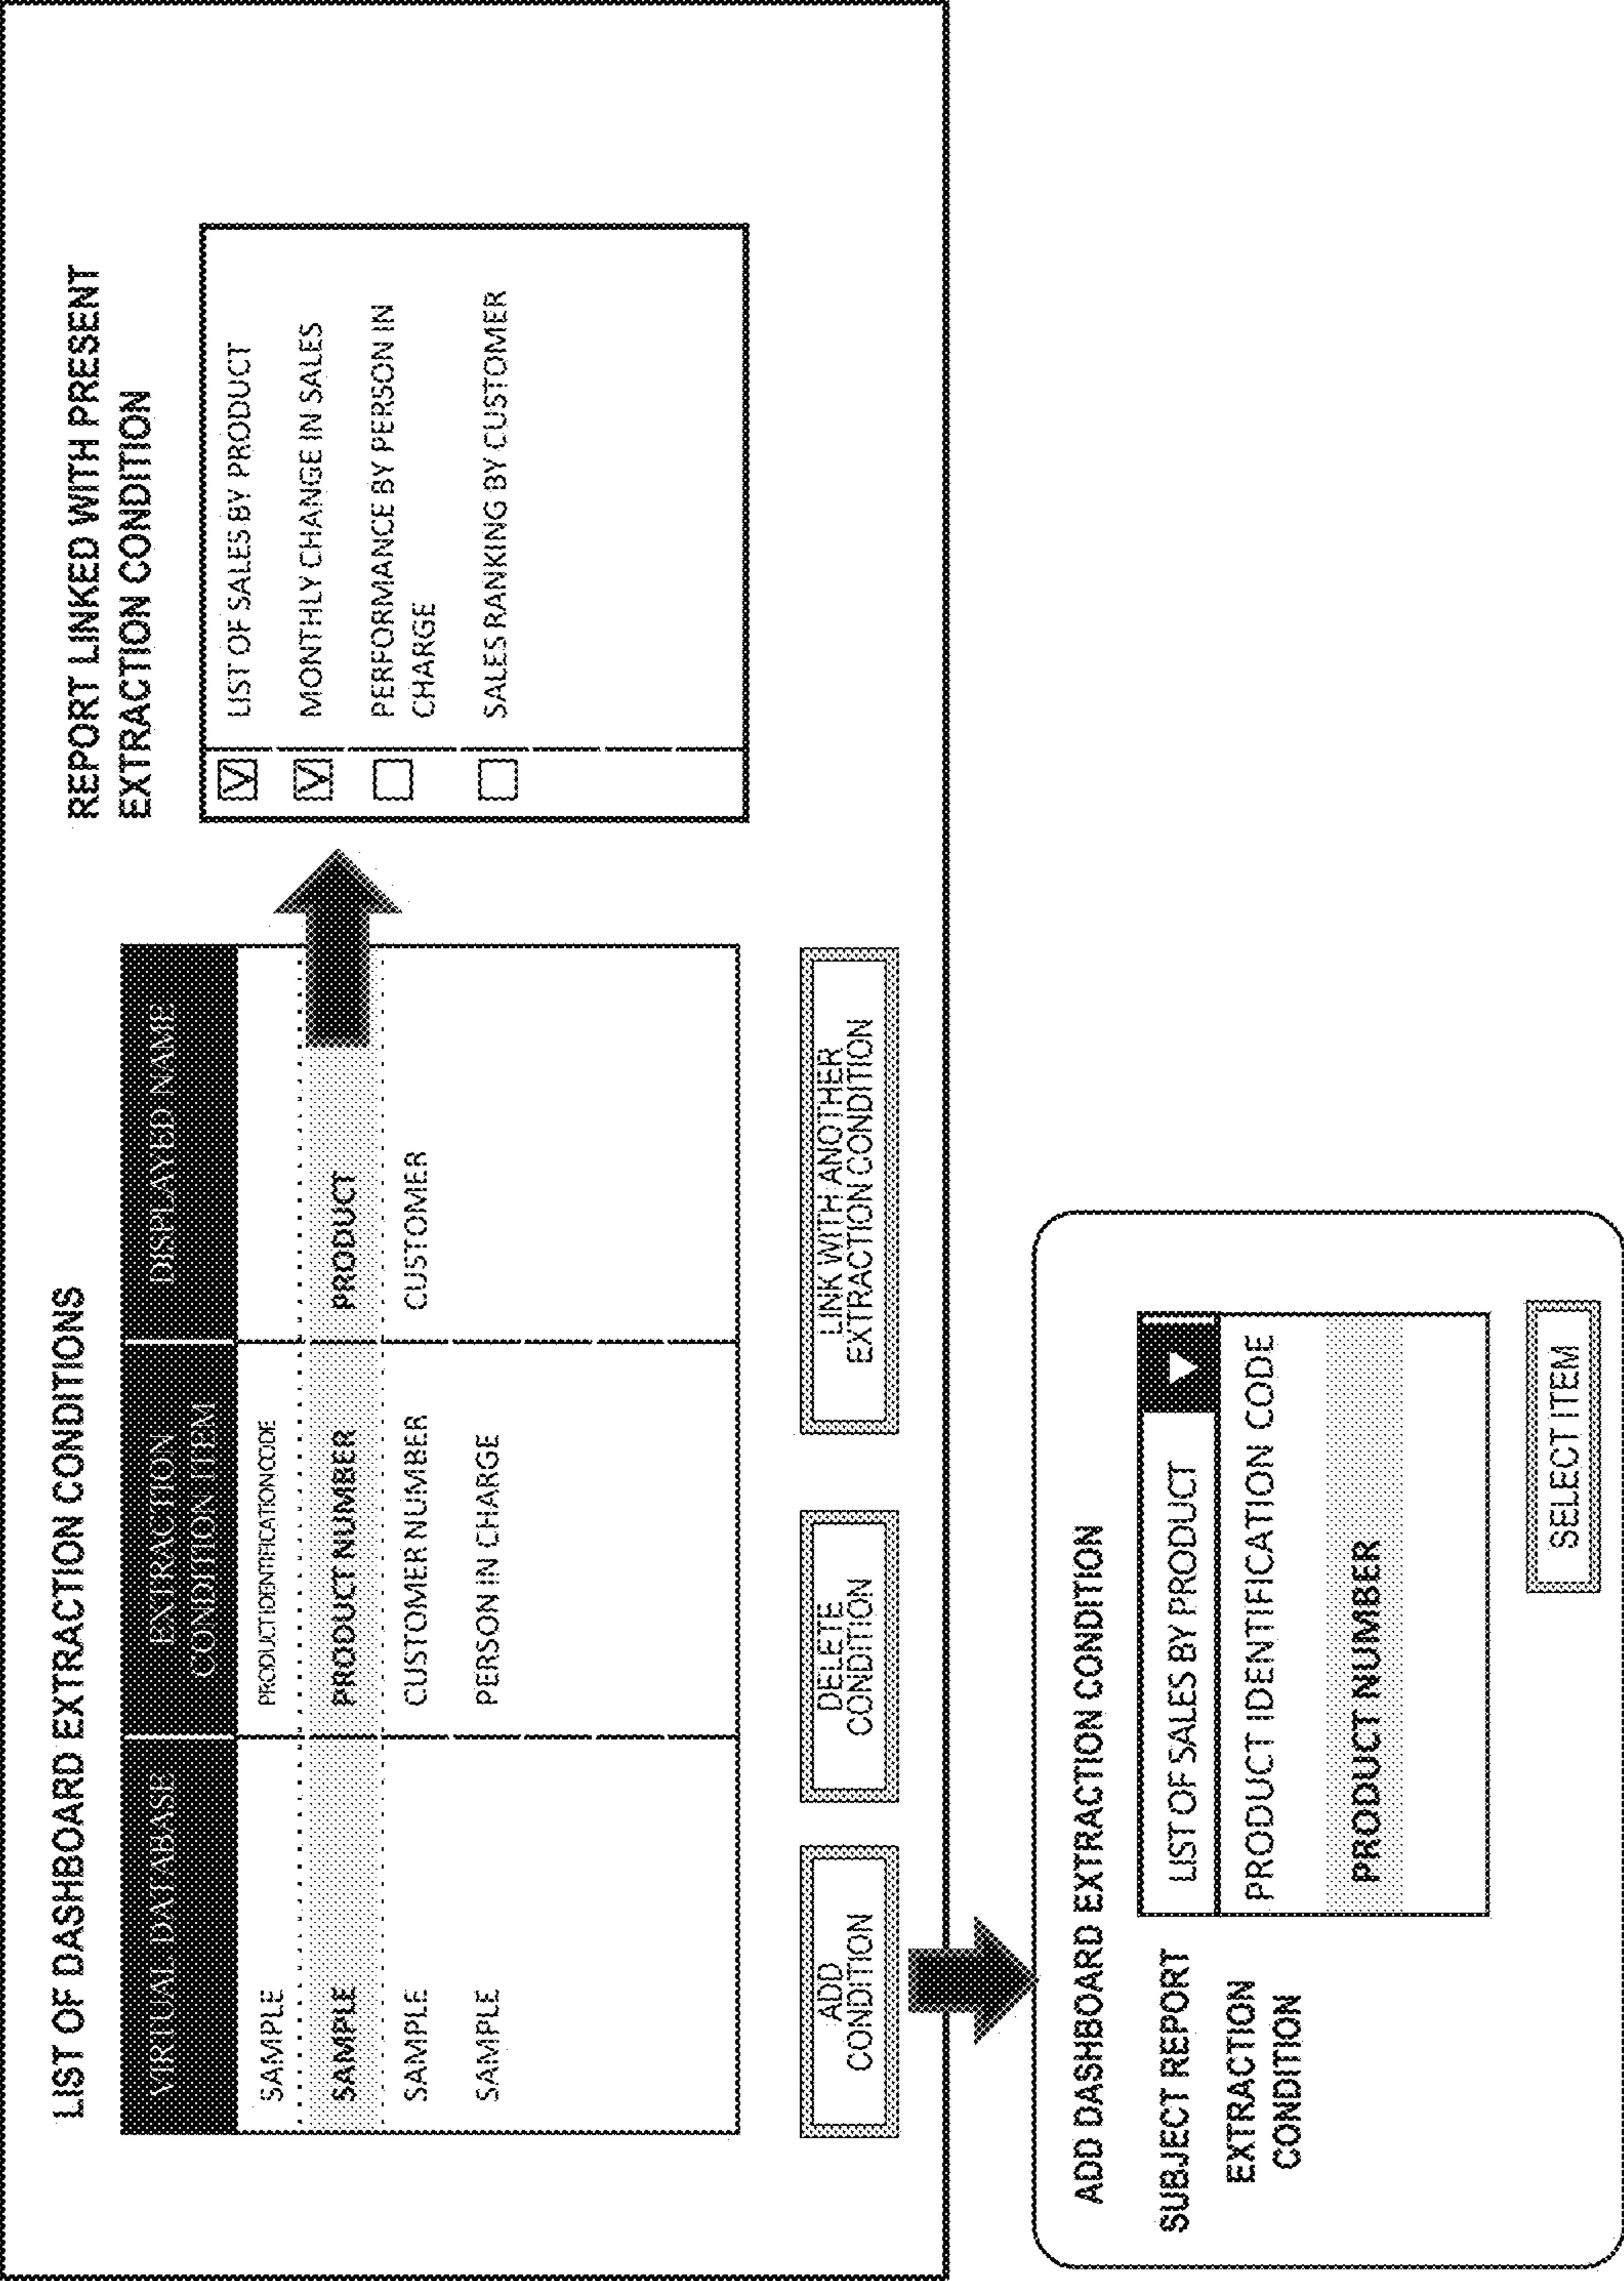 LIST OF DASHBOARD EXTRACTION CONDITIONS
VIRTUAL DATABASE
EXTRACTION
CONDITION ITEM
DISPLAYED NAME
SAMPLE
PRODUCT IDENTIFICATION CODE
SAMPLE
PRODUCT NUMBER
PRODUCT
SAMPLE
CUSTOMER NUMBER
CUSTOMER
SAMPLE
PERSON IN CHARGE
ADD
CONDITION
DELETE
CONDITION
LINK WITH ANOTHER
EXTRACTION CONDITION
REPORT LINKED WITH PRESENT
EXTRACTION CONDITION
LIST OF SALES BY PRODUCT
MONTHLY CHANGE IN SALES
PERFORMANCE BY PERSON IN
CHARGE
SALES RANKING BY CUSTOMER
ADD DASHBOARD EXTRACTION CONDITION
SUBJECT REPORT
LIST OF SALES BY PRODUCT
EXTRACTION
CONDITION
PRODUCT IDENTIFICATION CODE
PRODUCT NUMBER
SELECT ITEM